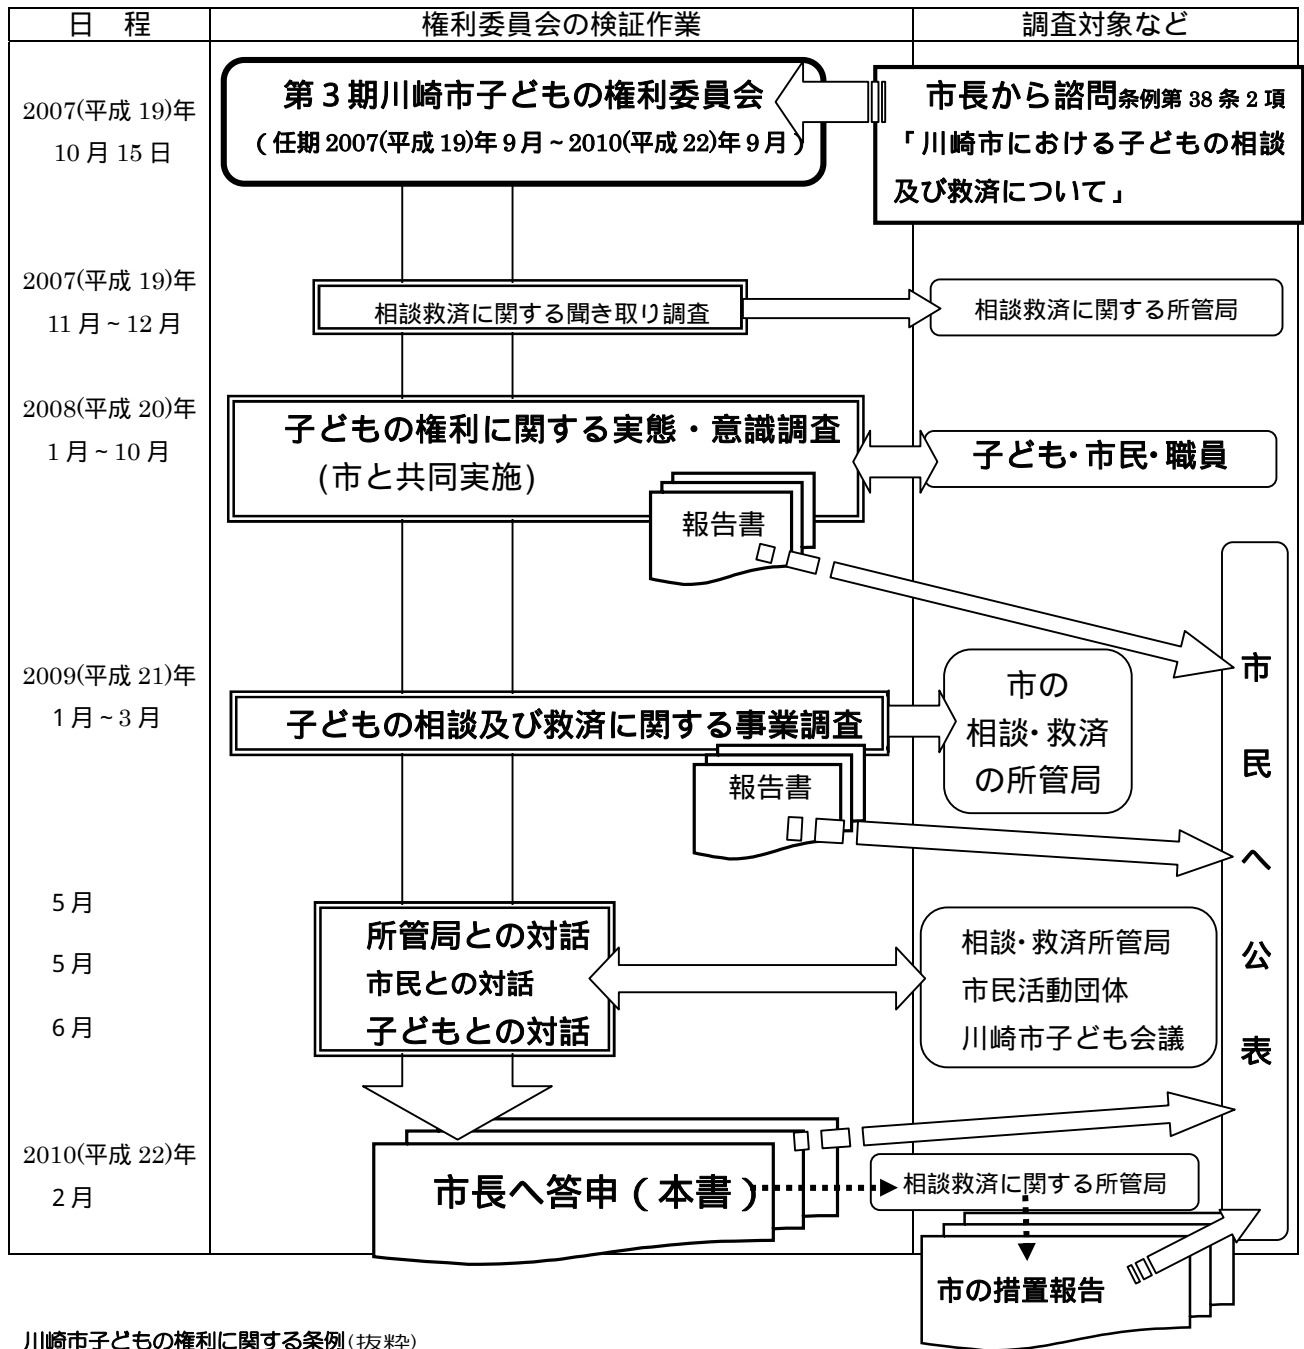 日　程
権利委員会の検証作業
調査対象など
2007(平成 19)年
10 月 15 日
第３期川崎市子どもの権利委員会
（任期 2007(平成 19)年 9 月～2010(平成 22)年 9 月）
市長から諮問条例第 38 条 2 項
「川崎市における子どもの相談
及び救済について」
2007(平成 19)年
11 月～12 月
相談救済に関する聞き取り調査
相談救済に関する所管局
2008(平成 20)年
1 月～10 月
子どもの権利に関する実態・意識調査
(市と共同実施)
報告書
子ども・市民・職員
2009(平成 21)年
1 月～3 月
子どもの相談及び救済に関する事業調査
報告書
市の
相談・救済
の所管局
5 月
5 月
6 月
所管局との対話
市民との対話
子どもとの対話
相談・救済所管局
市民活動団体
川崎市子ども会議
市民へ公表
2010(平成 22)年
2 月
市長へ答申（本書）
相談救済に関する所管局
市の措置報告
川崎市子どもの権利に関する条例(抜粋)